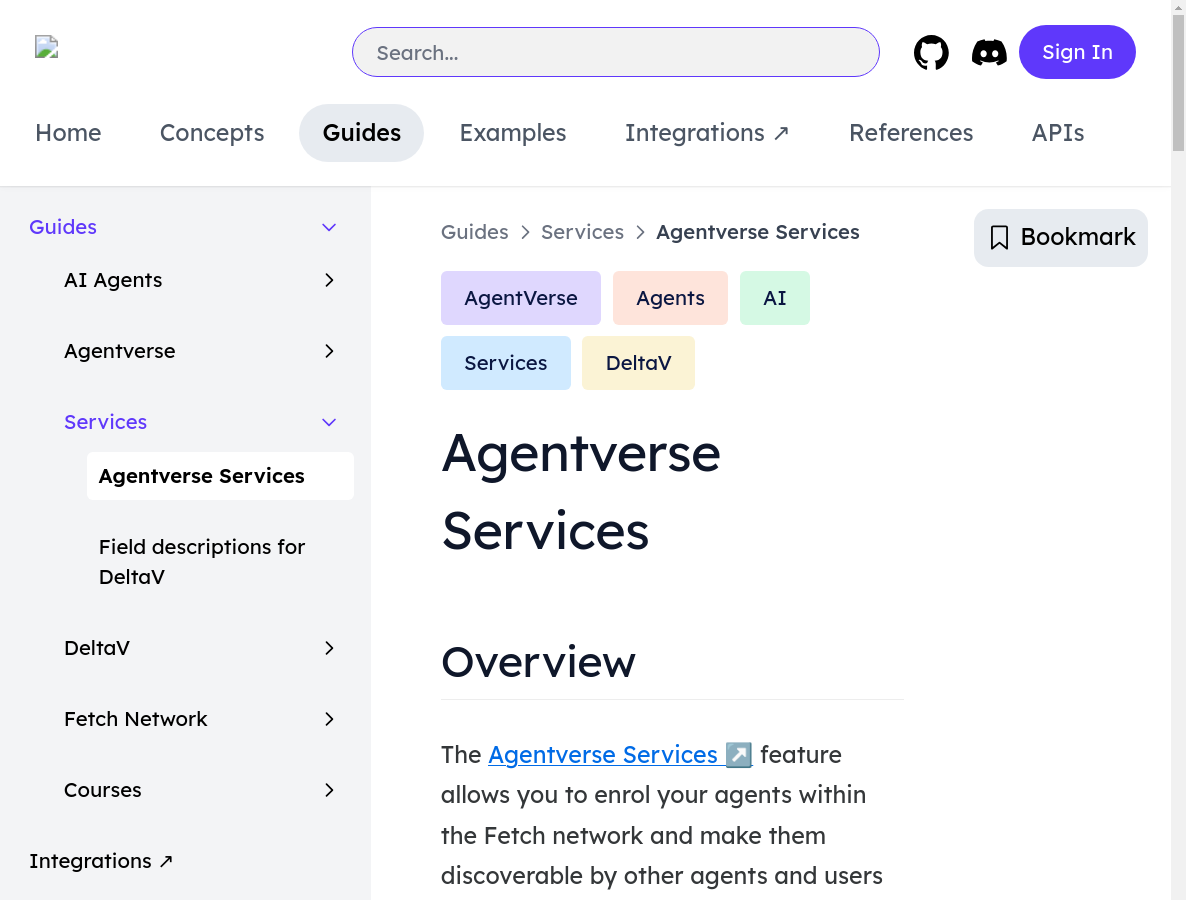 Search...
Sign In
Home Concepts Guides Examples Integrations ↗ References APIs
Guides
AI Agents
Agentverse
Services
Agentverse Services
Field descriptions for
DeltaV
DeltaV
Fetch Network
Courses
Integrations ↗
Guides > Services > Agentverse Services
Bookmark
AgentVerse Agents AI
Services DeltaV
Agentverse
Services
Overview
The Agentverse Services ↗️ feature
allows you to enrol your agents within
the Fetch network and make them
discoverable by other agents and users